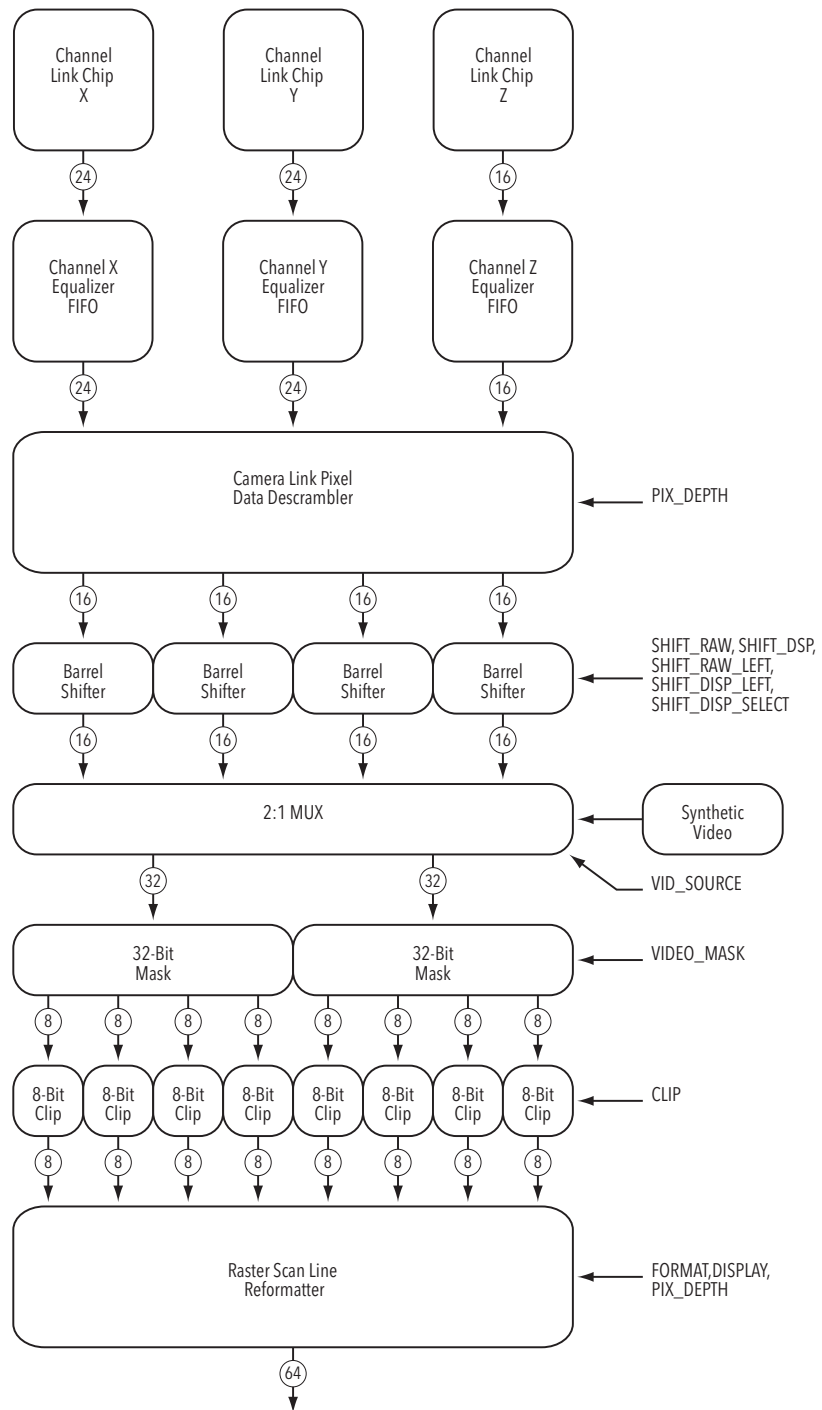 Channel
Link Chip
X
Channel
Link Chip
Y
Channel
Link Chip
Z
24
24
16
Channel X
Equalizer
FIFO
Channel Y
Equalizer
FIFO
Channel Z
Equalizer
FIFO
24
24
16
Camera Link Pixel
Data Descrambler
PIX_DEPTH
16
16
16
16
Barrel
Shifter
Barrel
Shifter
Barrel
Shifter
Barrel
Shifter
SHIFT_RAW, SHIFT_DSP,
SHIFT_RAW_LEFT,
SHIFT_DISP_LEFT,
SHIFT_DISP_SELECT
16
16
16
16
2:1 MUX
Synthetic
Video
VID_SOURCE
32
32
32-Bit
Mask
32-Bit
Mask
VIDEO_MASK
8
8
8
8
8
8
8
8
8-Bit
Clip
8-Bit
Clip
8-Bit
Clip
8-Bit
Clip
8-Bit
Clip
8-Bit
Clip
8-Bit
Clip
8-Bit
Clip
CLIP
8
8
8
8
8
8
8
8
Raster Scan Line
Reformatter
FORMAT,DISPLAY,
PIX_DEPTH
64